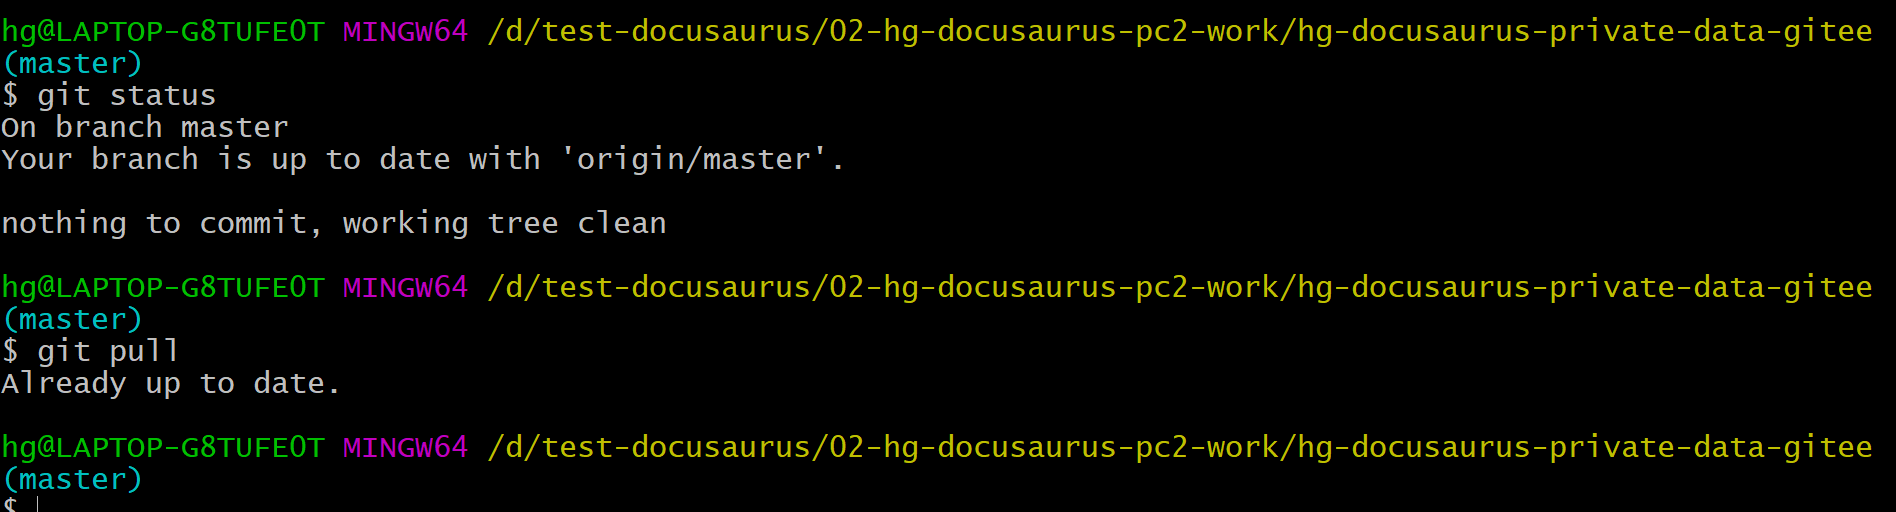 hg@LAPTOP-G8TUFE0T MINGW64 /d/test-docusaurus/02-hg-docusaurus-pc2-work/hg-docusaurus-private-data-gitee
(master)
$ git status
On branch master
Your branch is up to date with 'origin/master'.
nothing to commit, working tree clean
hg@LAPTOP-G8TUFE0T MINGW64 /d/test-docusaurus/02-hg-docusaurus-pc2-work/hg-docusaurus-private-data-gitee
(master)
$ git pull
Already up to date.
hg@LAPTOP-G8TUFE0T MINGW64 /d/test-docusaurus/02-hg-docusaurus-pc2-work/hg-docusaurus-private-data-gitee
(master)
$